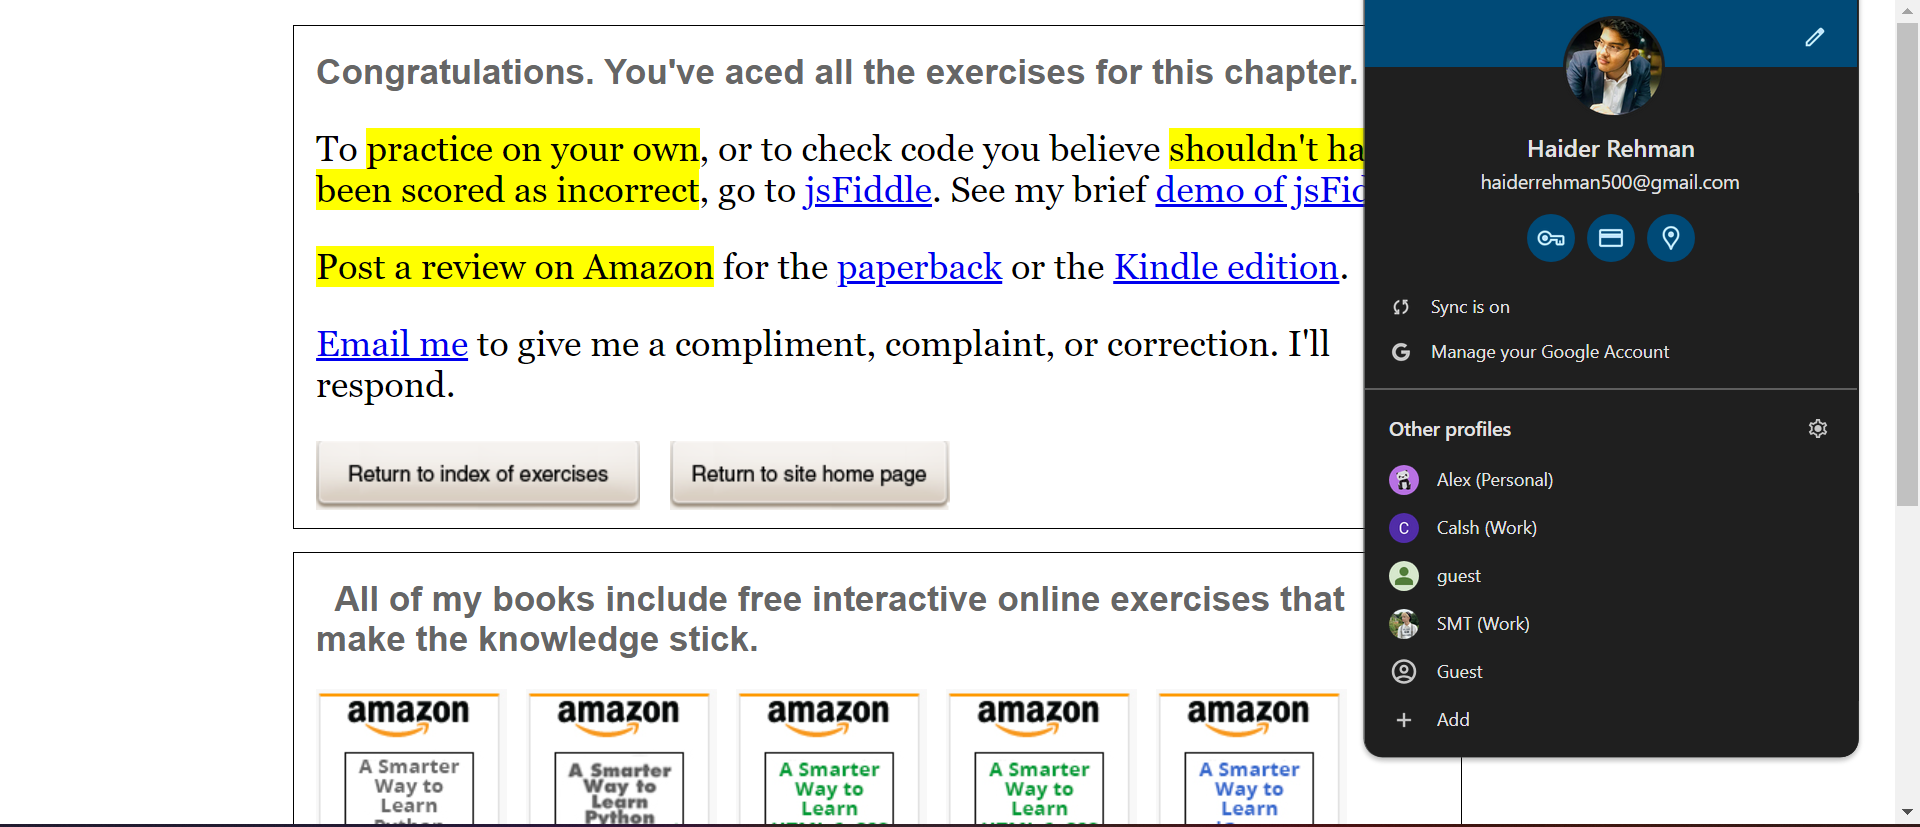 Congratulations. You've aced all the exercises for this chapter.
To practice on your own, or to check code you believe shouldn't ha
been scored as incorrect, go to jsFiddle. See my brief demo of jsFid
Post a review on Amazon for the paperback or the Kindle edition.
Email me to give me a compliment, complaint, or correction. I'll
respond.
Return to index of exercises
Return to site home page
All of my books include free interactive online exercises that
make the knowledge stick.
amazon
A Smarter
Way to
Learn
Python
amazon
A Smarter
Way to
Learn
Python
amazon
A Smarter
Way to
Learn
amazon
A Smarter
Way to
Learn
amazon
A Smarter
Way to
Learn
Haider Rehman
haiderrehman500@gmail.com
Sync is on
G
Manage your Google Account
Other profiles
Alex (Personal)
C
Calsh (Work)
guest
SMT (Work)
Guest
Add